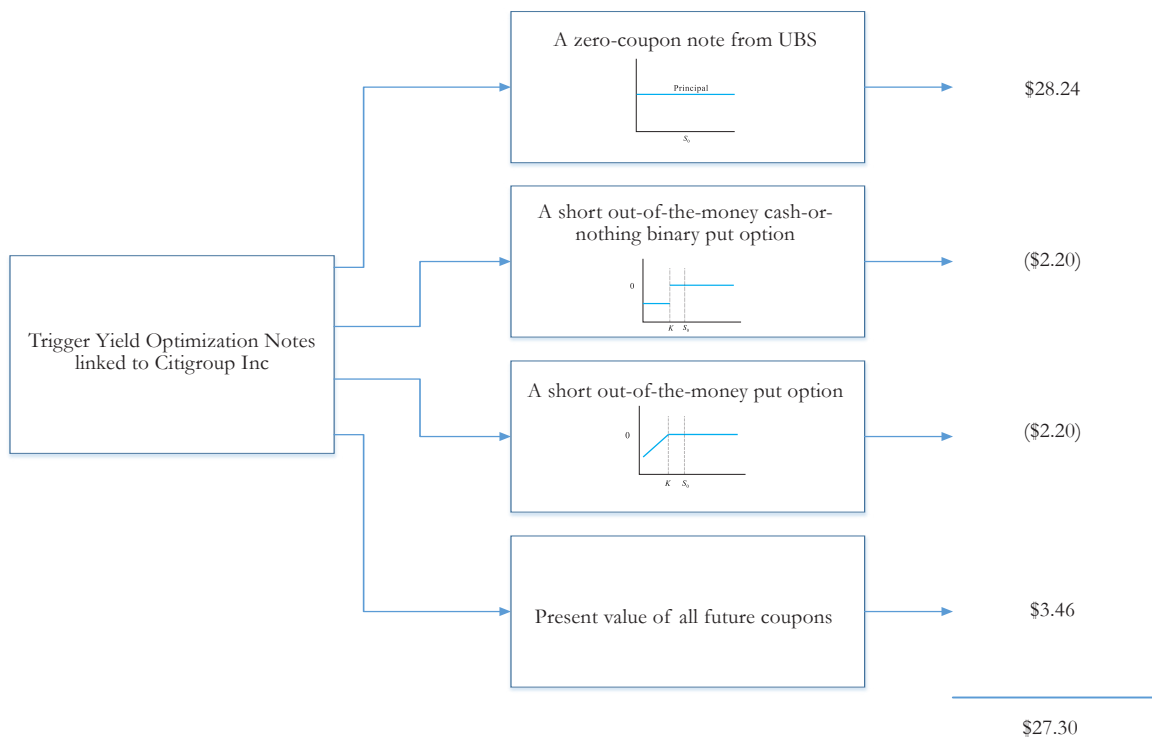 A zero-coupon note from UBS
Principal
S0
$28.24
A short out-of-the-money cash-or-
nothing binary put option
0
K S0
($2.20)
Trigger Yield Optimization Notes
linked to Citigroup Inc
A short out-of-the-money put option
0
K S0
($2.20)
Present value of all future coupons
$3.46
$27.30